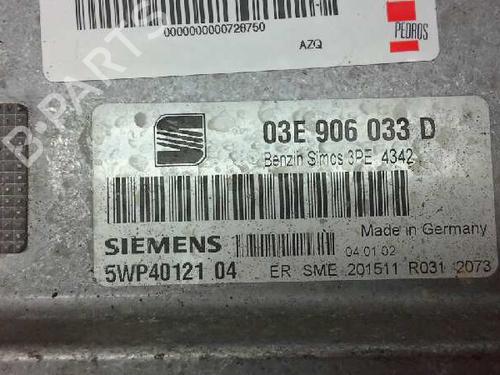 0000000000726750
AZQ
PEDROS
B-PARTS
03E 906 033 D
Benzin Simos 3PE 4342
SIEMENS
Made in Germany
04 01 02
5WP40121 04
ER SME 201511 R031 2073